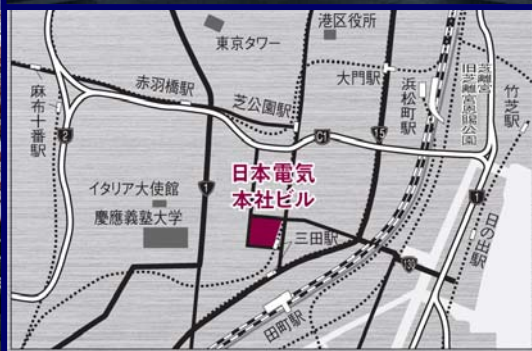 港区役所
東京タワー
大門駅
浜松町駅
旧芝離宮恩賜公園
芝離宮
竹芝駅
赤羽橋駅
芝公園駅
麻布十番駅
2
C1
15
日本電気
本社ビル
イタリア大使館
1
慶應義塾大学
三田駅
1
日の出駅
15
田町駅